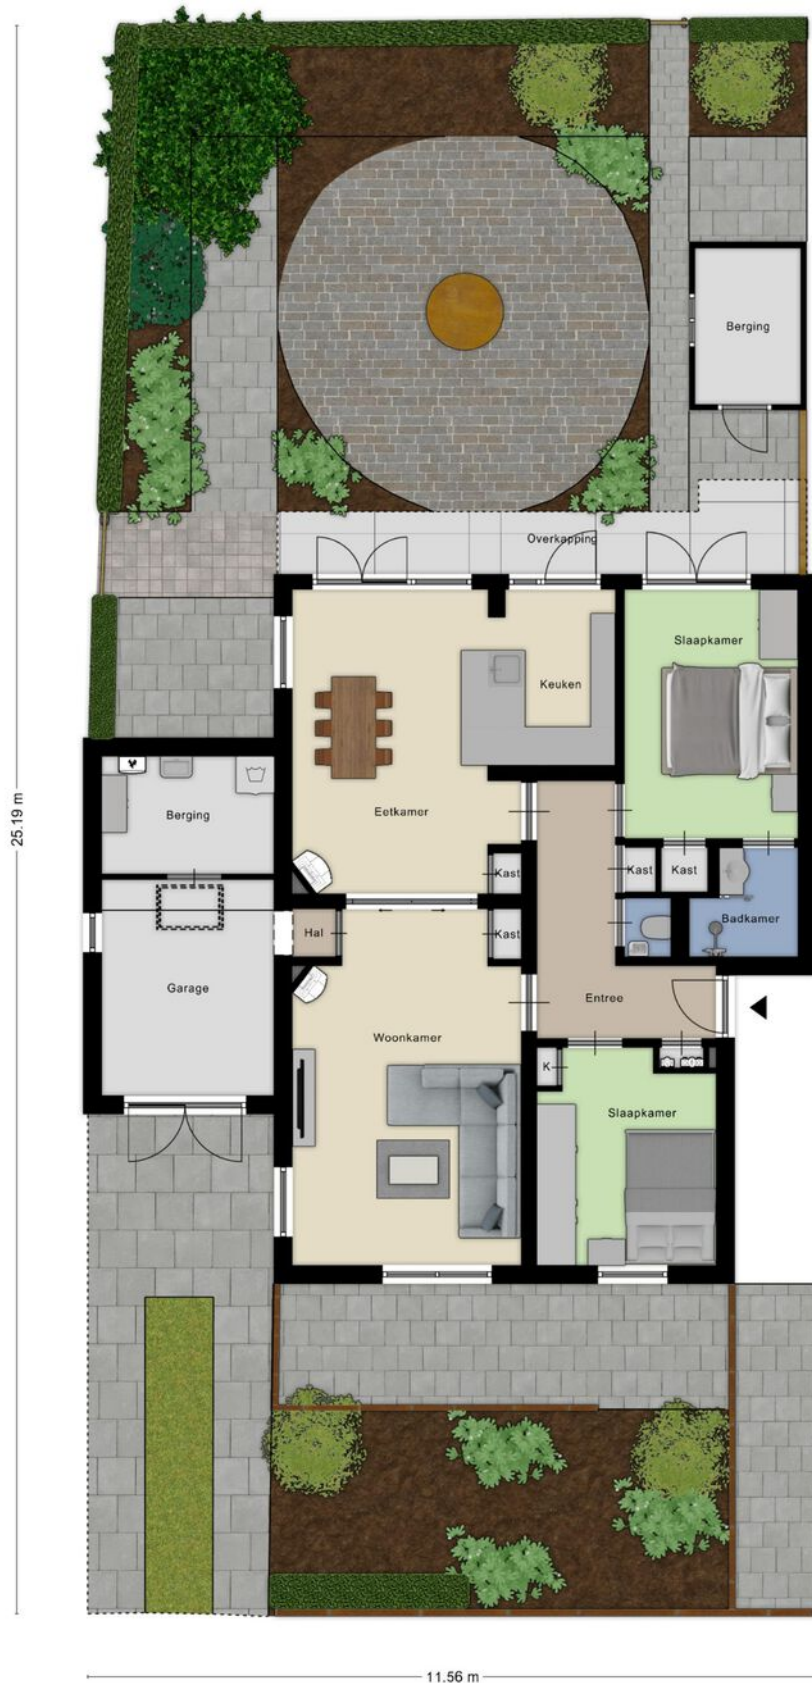 Berging
Overkapping
Slaapkamer
Keuken
25.19 m
Berging
Eetkamer
Kast
Kast
Kast
Badkamer
Hal
Kast
Garage
Entree
Woonkamer
K
Slaapkamer
11.56 m